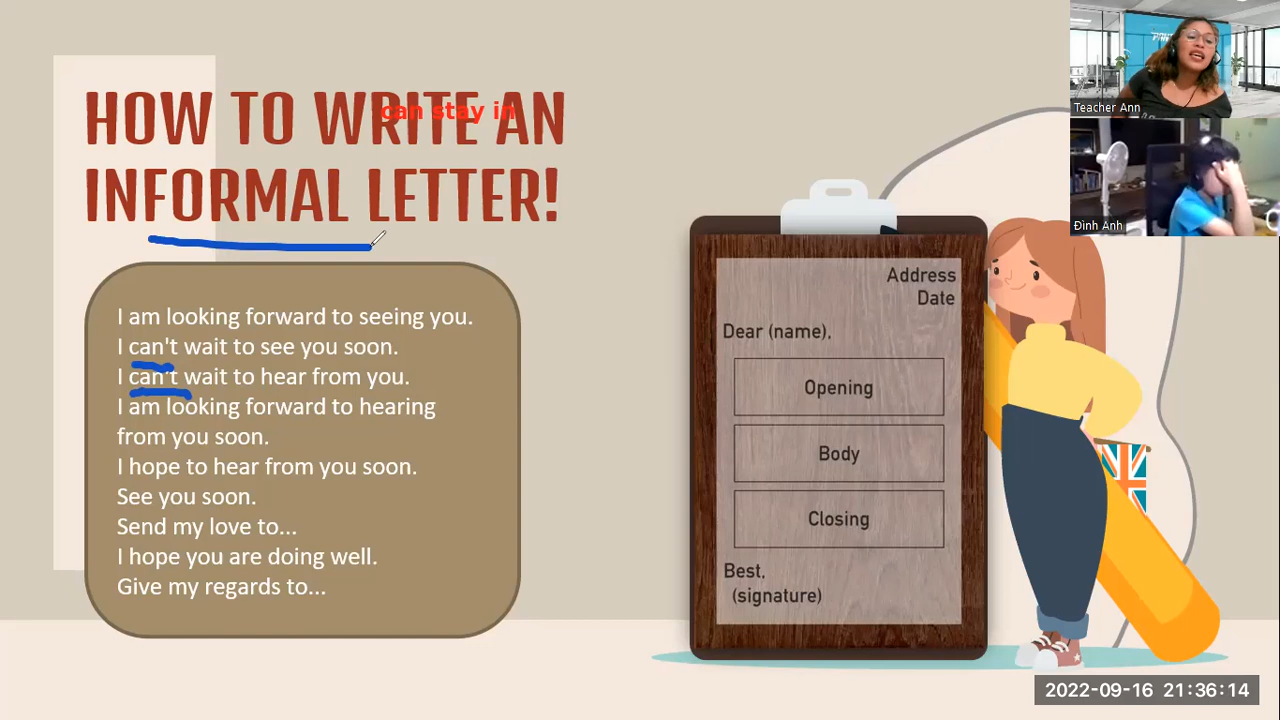 HOW TO WRITE AN
can stay in
INFORMAL LETTER!
I am looking forward to seeing you.
I can't wait to see you soon.
I can't wait to hear from you.
I am looking forward to hearing
from you soon.
I hope to hear from you soon.
See you soon.
Send my love to...
I hope you are doing well.
Give my regards to...
Address
Date
Dear (name),
Opening
Body
Closing
Best,
(signature)
Teacher Ann
Đình Anh
2022-09-16 21:36:14